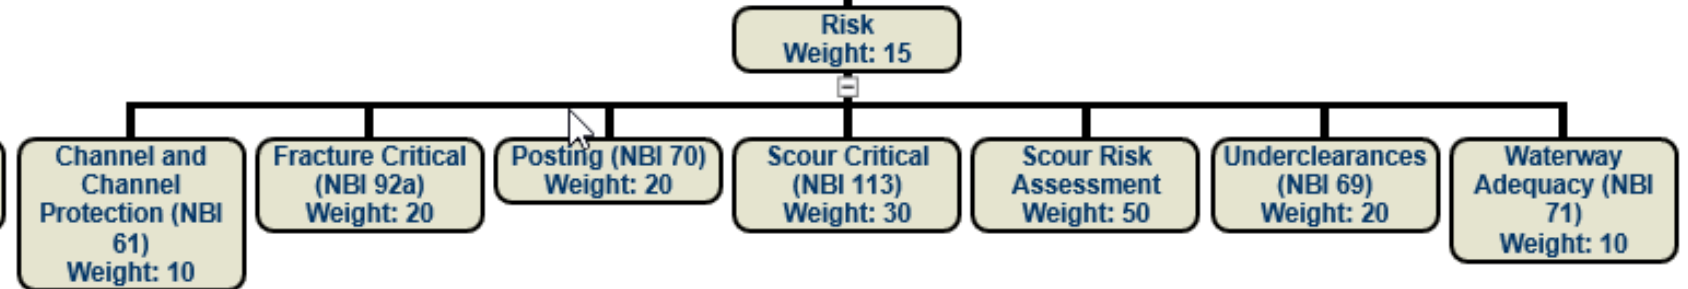 Risk
Weight: 15
Channel and
Channel
Protection (NBI
61)
Weight: 10
Fracture Critical
(NBI 92a)
Weight: 20
Posting (NBI 70)
Weight: 20
Scour Critical
(NBI 113)
Weight: 30
Scour Risk
Assessment
Weight: 50
Underclearances
(NBI 69)
Weight: 20
Waterway
Adequacy (NBI
71)
Weight: 10